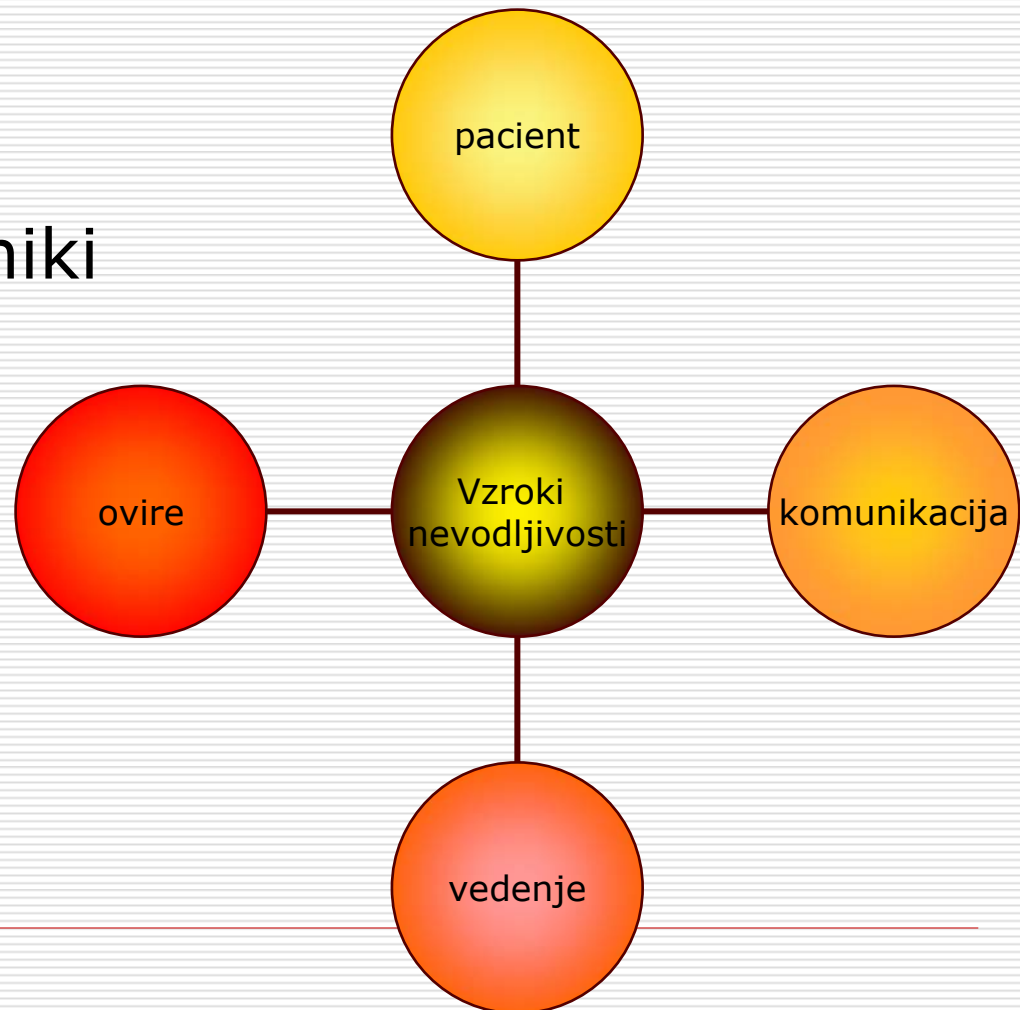 pacient
niki
ovire
Vzroki
nevodljivosti
komunikacija
vedenje